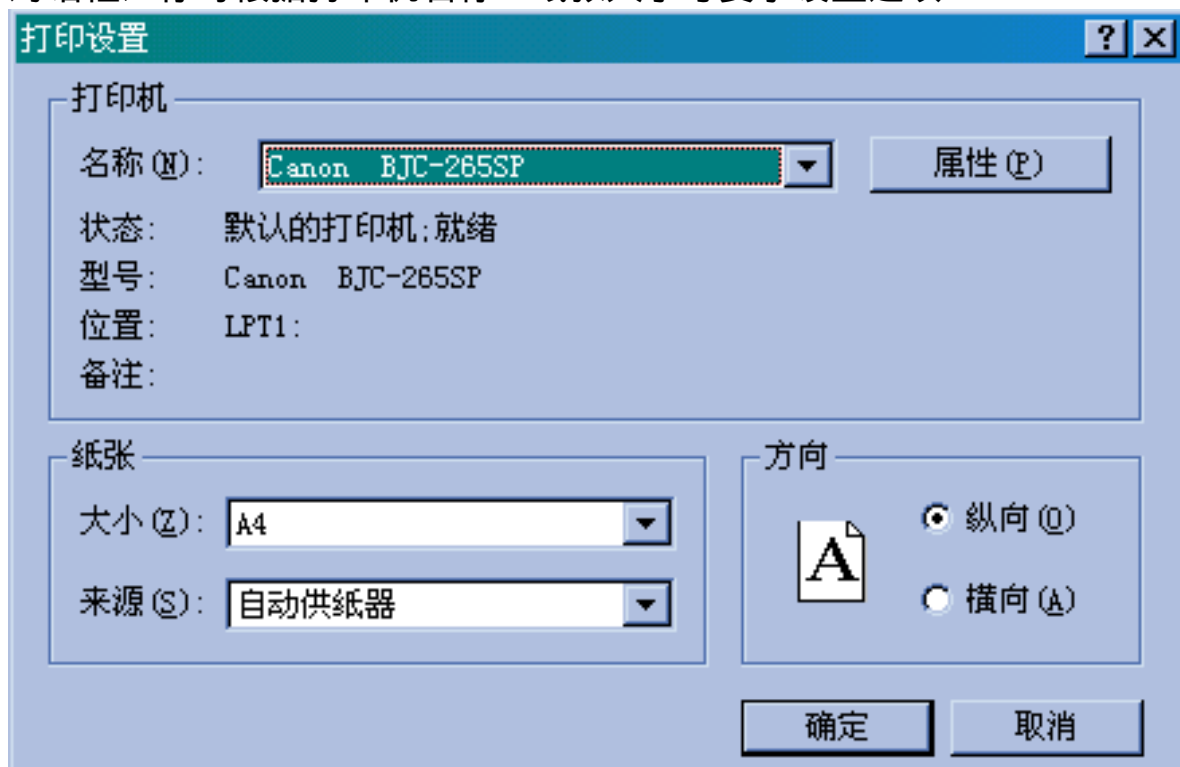 打印设置
打印机
名称(N): Canon BJC-265SP 属性(P)
状态: 默认的打印机;就绪
型号: Canon BJC-265SP
位置: LPT1:
备注:
纸张
方向
大小(Z): A4
纵向(O)
A
来源(S): 自动供纸器
横向(A)
确定 取消